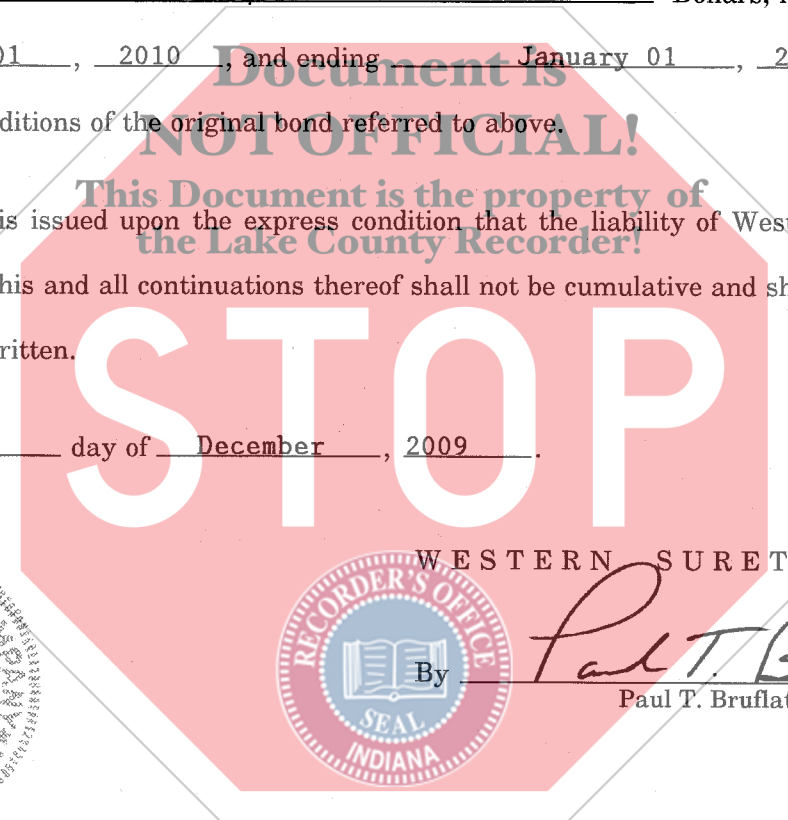 01 , 2010 , and ending January 01 , 2
Document is
ditions of the original bond referred to above.
NOT OFFICIAL!
This Document is the property of
is issued upon the express condition that the liability of West
the Lake County Recorder!
his and all continuations thereof shall not be cumulative and sh
ritten.
STOP
day of December , 2009 .
WESTERN SURET
RECORDER'S OFFICE
SEAL
INDIANA
Paul T. B
By
Paul T. Bruflat